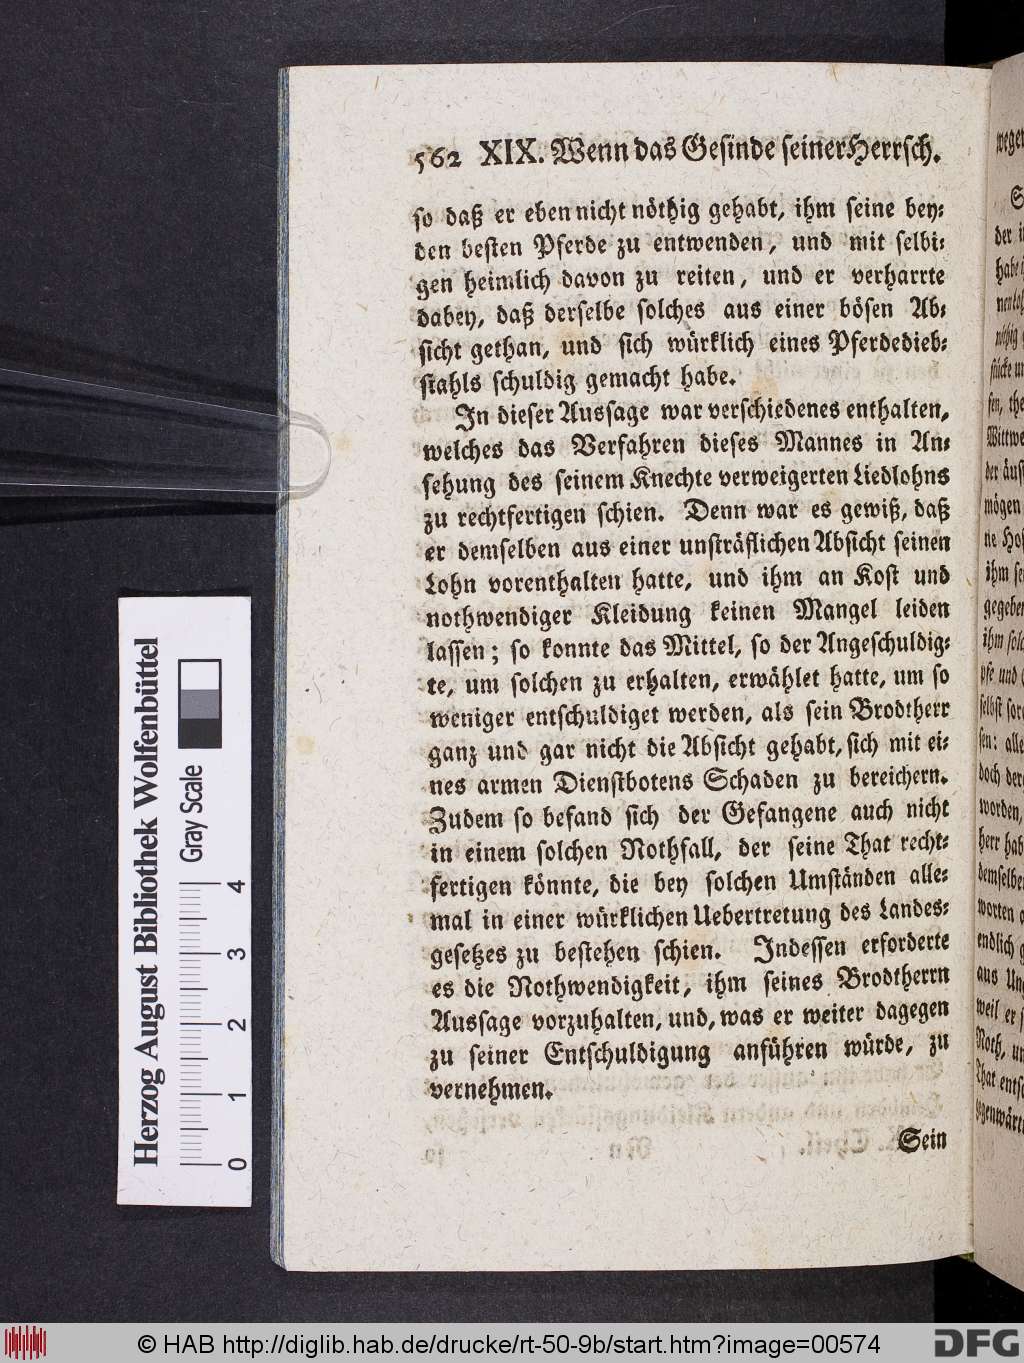 562 XIX. Wenn das Gesinde seiner Herrsch.
so daß er eben nicht nöthig gehabt, ihm seine bey-
den besten Pferde zu entwenden, und mit selbi-
gen heimlich davon zu reiten, und er verharrte
dabey, daß derselbe solches aus einer bösen Ab-
sicht gethan, und sich würklich eines Pferdedieb-
stahls schuldig gemacht habe.
In dieser Aussage war verschiedenes enthalten,
welches das Verfahren dieses Mannes in An-
sehung des seinem Knechte verweigerten Liedlohns
zu rechtfertigen schien. Denn war es gewiß, daß
er demselben aus einer unsträflichen Absicht seinen
Lohn vorenthalten hatte, und ihm an Kost und
nothwendiger Kleidung keinen Mangel leiden
lassen; so konnte das Mittel, so der Angeschuldig-
te, um solchen zu erhalten, erwählet hatte, um so
weniger entschuldiget werden, als sein Brodtherr
ganz und gar nicht die Absicht gehabt, sich mit ei-
nes armen Dienstbotens Schaden zu bereichern.
Zudem so befand sich der Gefangene auch nicht
in einem solchen Nothfall, der seine That recht-
fertigen könnte, die bey solchen Umständen alle-
mal in einer würklichen Uebertretung des Landes-
gesetzes zu bestehen schien. Indessen erforderte
es die Nothwendigkeit, ihm seines Brodtherrn
Aussage vorzuhalten, und, was er weiter dagegen
zu seiner Entschuldigung anführen würde, zu
vernehmen.
Sein
Herzog August Bibliothek Wolfenbüttel
Gray Scale
0 1 2 3 4
© HAB http://diglib.hab.de/drucke/rt-50-9b/start.htm?image=00574
DFG